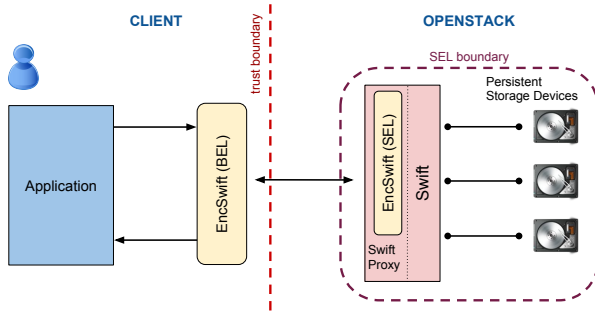 CLIENT
OPENSTACK
trust boundary
SEL boundary
Persistent
Storage Devices
Application
EncSwift (BEL)
EncSwift (SEL)
Swift
Swift
Proxy